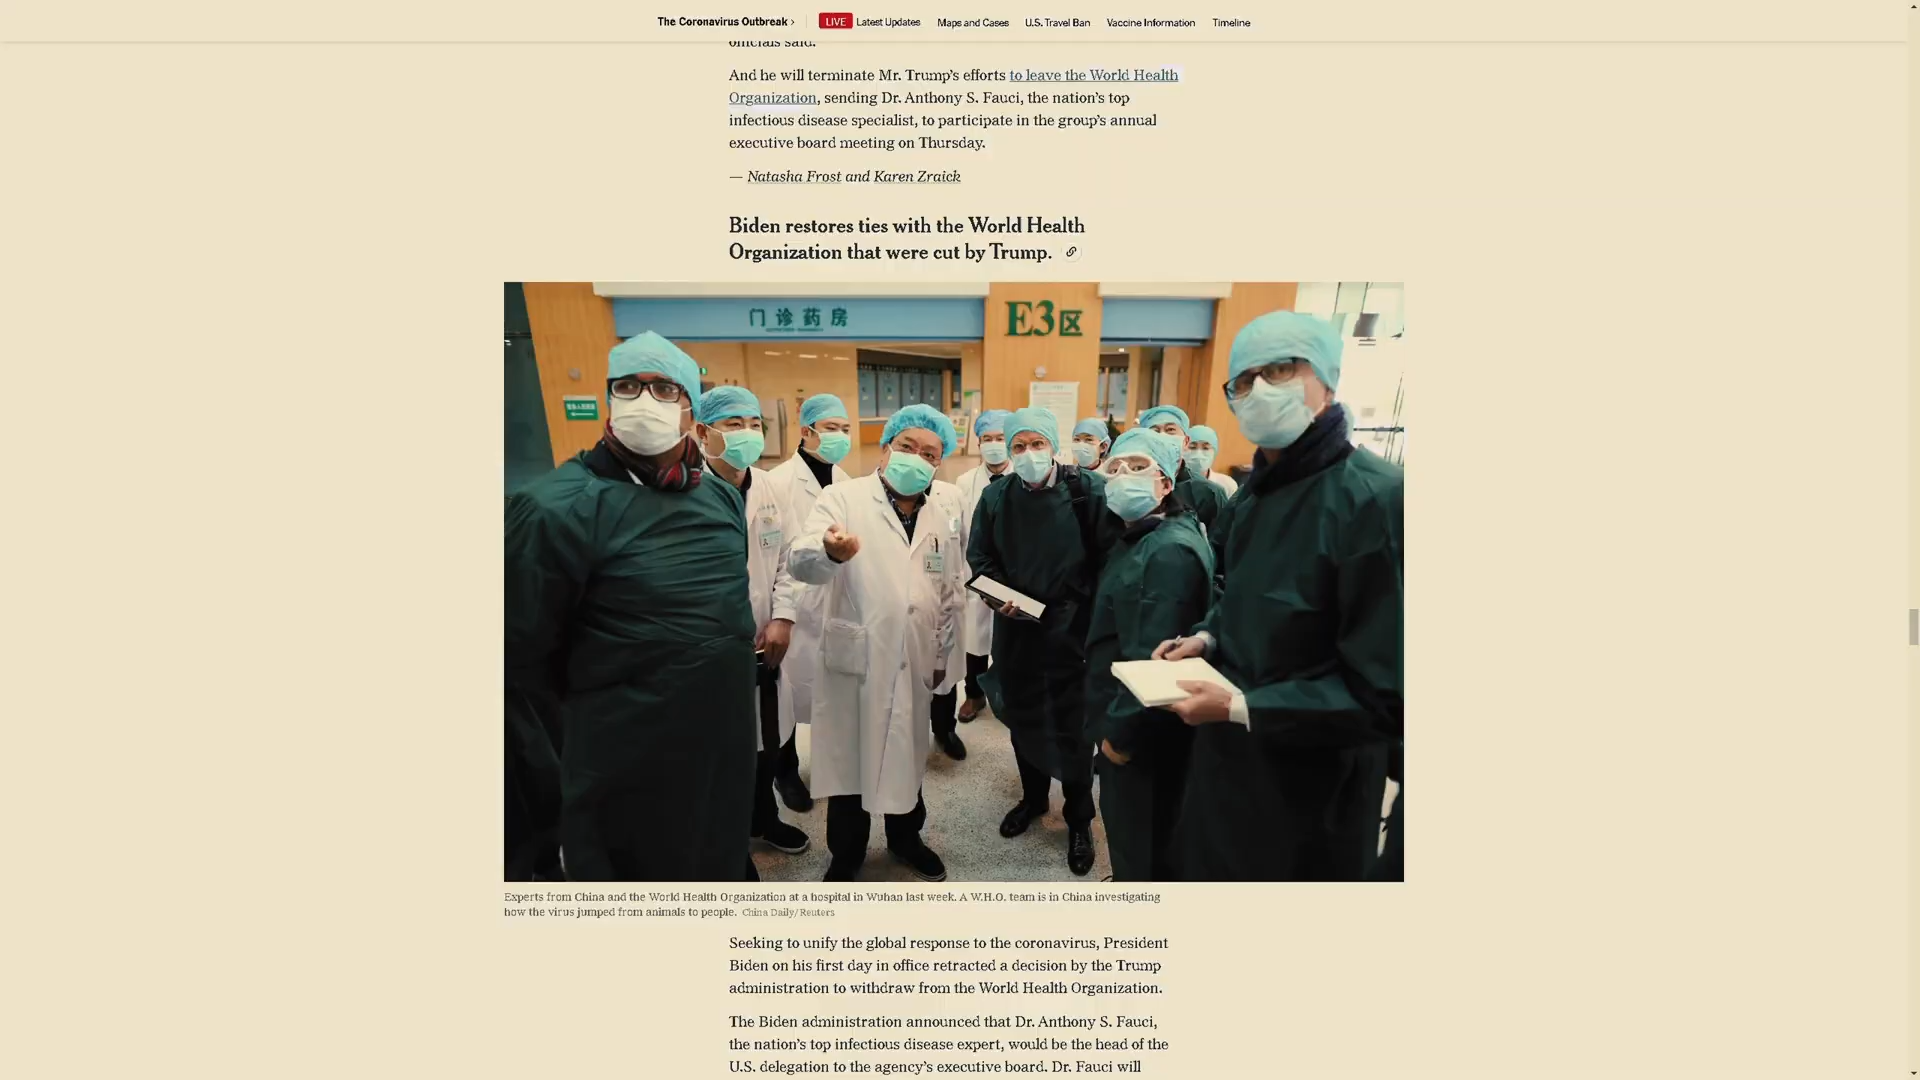 The Coronavirus Outbreak ›
LIVE Latest Updates Maps and Cases U.S. Travel Ban Vaccine Information Timeline
officials said.
And he will terminate Mr. Trump’s efforts to leave the World Health
Organization, sending Dr. Anthony S. Fauci, the nation’s top
infectious disease specialist, to participate in the group’s annual
executive board meeting on Thursday.
— Natasha Frost and Karen Zraick
Biden restores ties with the World Health
Organization that were cut by Trump.
门诊药房
E3区
Experts from China and the World Health Organization at a hospital in Wuhan last week. A W.H.O. team is in China investigating
how the virus jumped from animals to people. China Daily/Reuters
Seeking to unify the global response to the coronavirus, President
Biden on his first day in office retracted a decision by the Trump
administration to withdraw from the World Health Organization.
The Biden administration announced that Dr. Anthony S. Fauci,
the nation’s top infectious disease expert, would be the head of the
U.S. delegation to the agency’s executive board. Dr. Fauci will